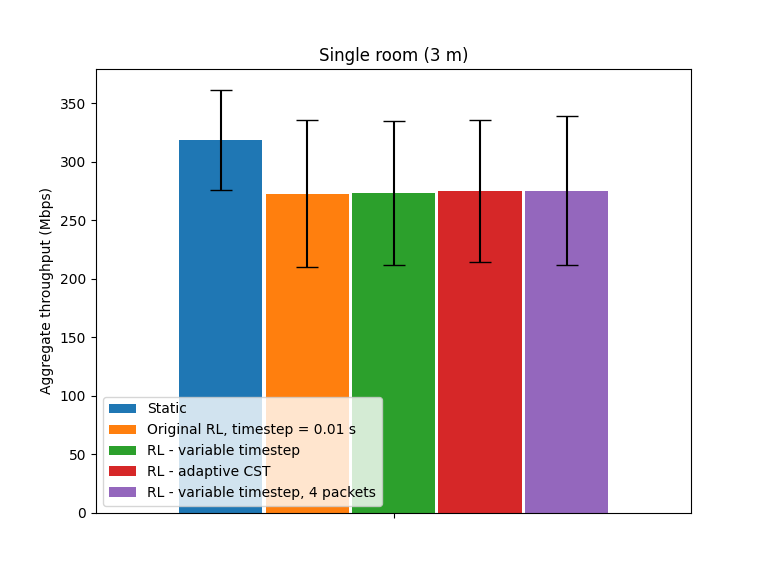 Single room (3 m)
Aggregate throughput (Mbps)
350
300
250
200
150
100
50
0
Static
Original RL, timestep = 0.01 s
RL - variable timestep
RL - adaptive CST
RL - variable timestep, 4 packets